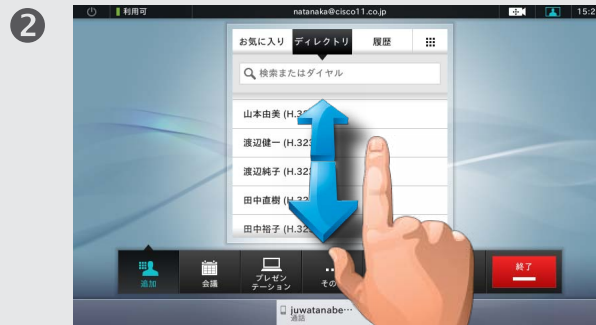 2
利用可
natanaka@cisco11.co.jp
15:2
お気に入り
ディレクトリ
履歴
検索またはダイヤル
山本由美 (H.32
渡辺健一 (H.323
渡辺純子 (H.32
田中直樹 (H.32
田中裕子 (H.32
追加
会議
プレゼン
テーション
その
終了
juwatanabe…
通話